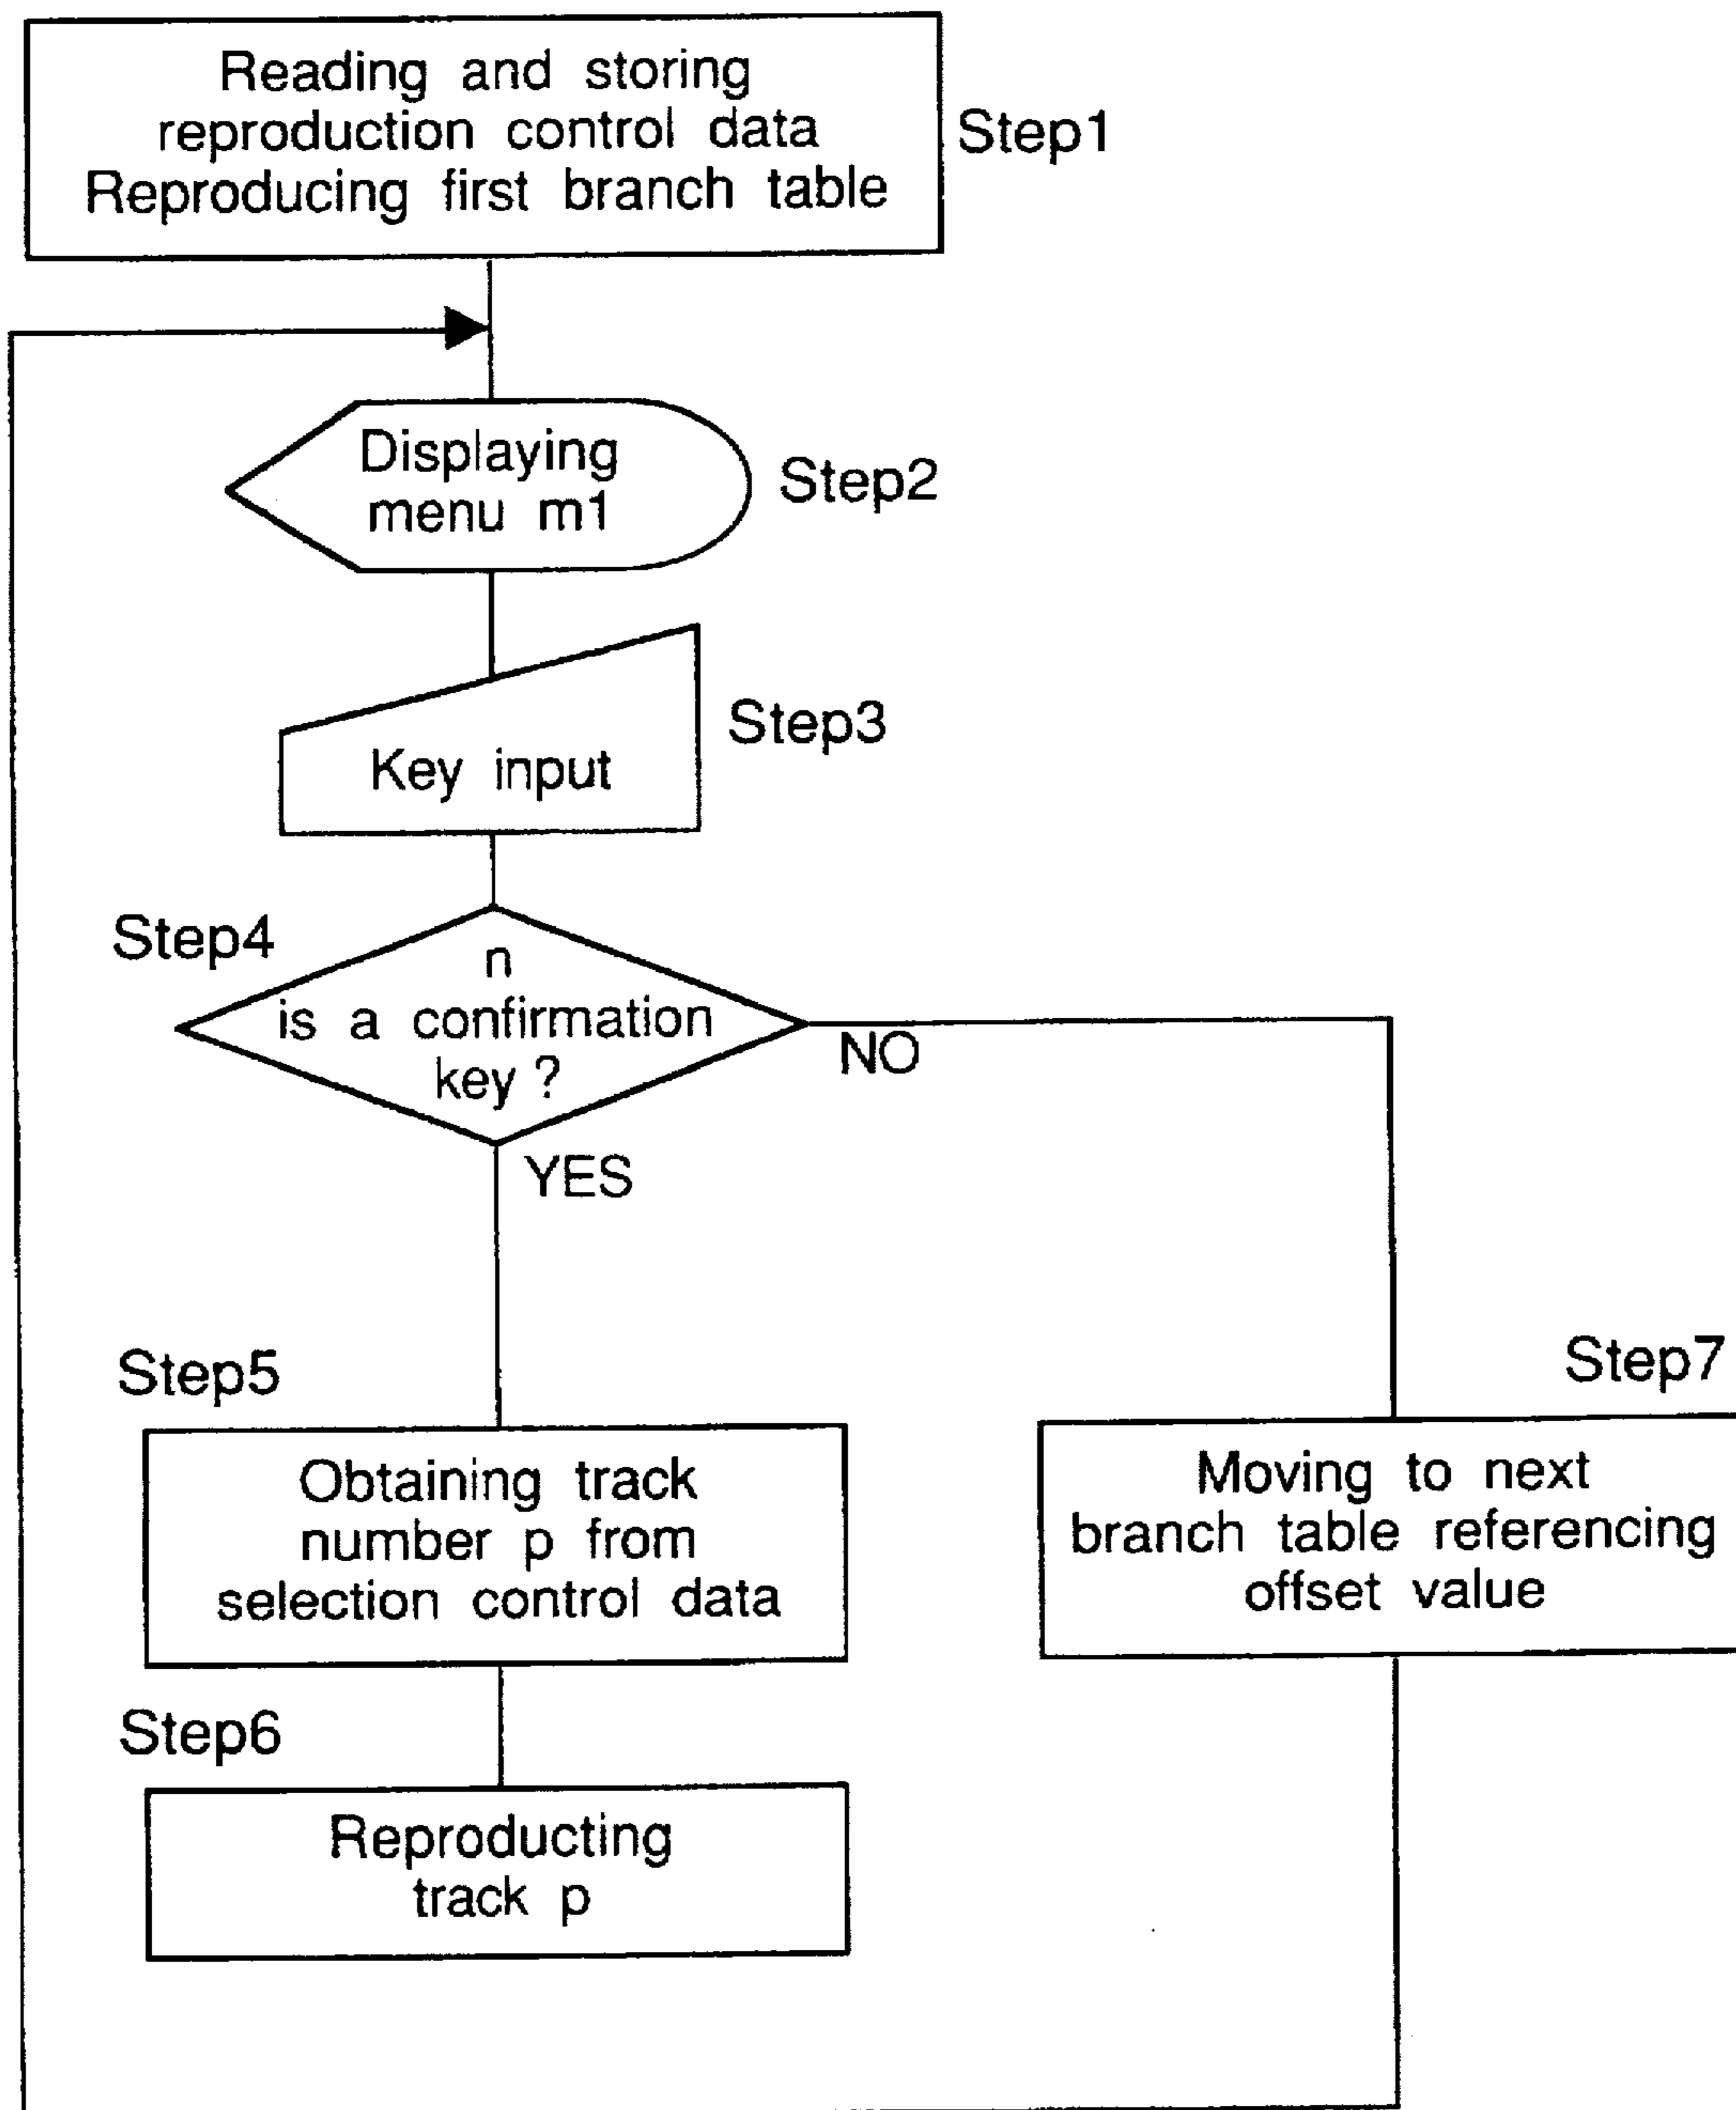 Reading and storing
reproduction control data
Reproducing first branch table
Step1
Displaying
menu m1
Step2
Step3
Key input
Step4
n
is a confirmation
key ?
NO
YES
Step5
Obtaining track
number p from
selection control data
Step7
Moving to next
branch table referencing
offset value
Step6
Reproducting
track p